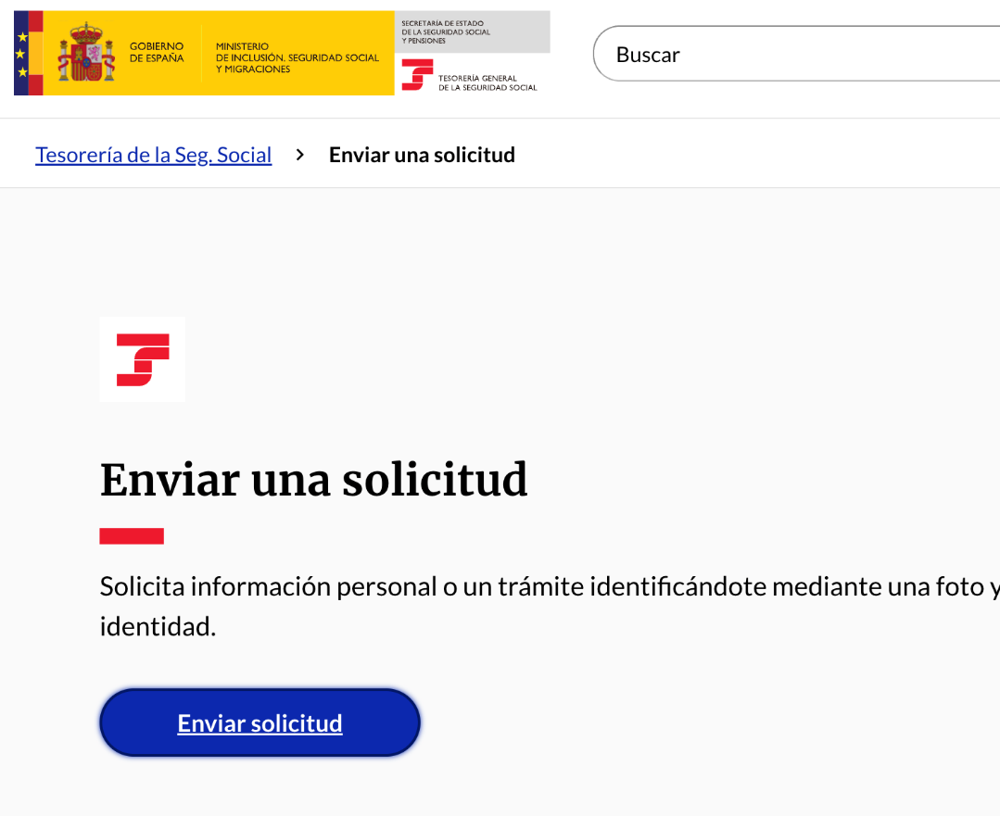 GOBIERNO
DE ESPAÑA
MINISTERIO
DE INCLUSIÓN, SEGURIDAD SOCIAL
Y MIGRACIONES
SECRETARÍA DE ESTADO
DE LA SEGURIDAD SOCIAL
Y PENSIONES
TESORERÍA GENERAL
DE LA SEGURIDAD SOCIAL
Buscar
Tesorería de la Seg. Social > Enviar una solicitud
Enviar una solicitud
Solicita información personal o un trámite identificándote mediante una foto y
identidad.
Enviar solicitud